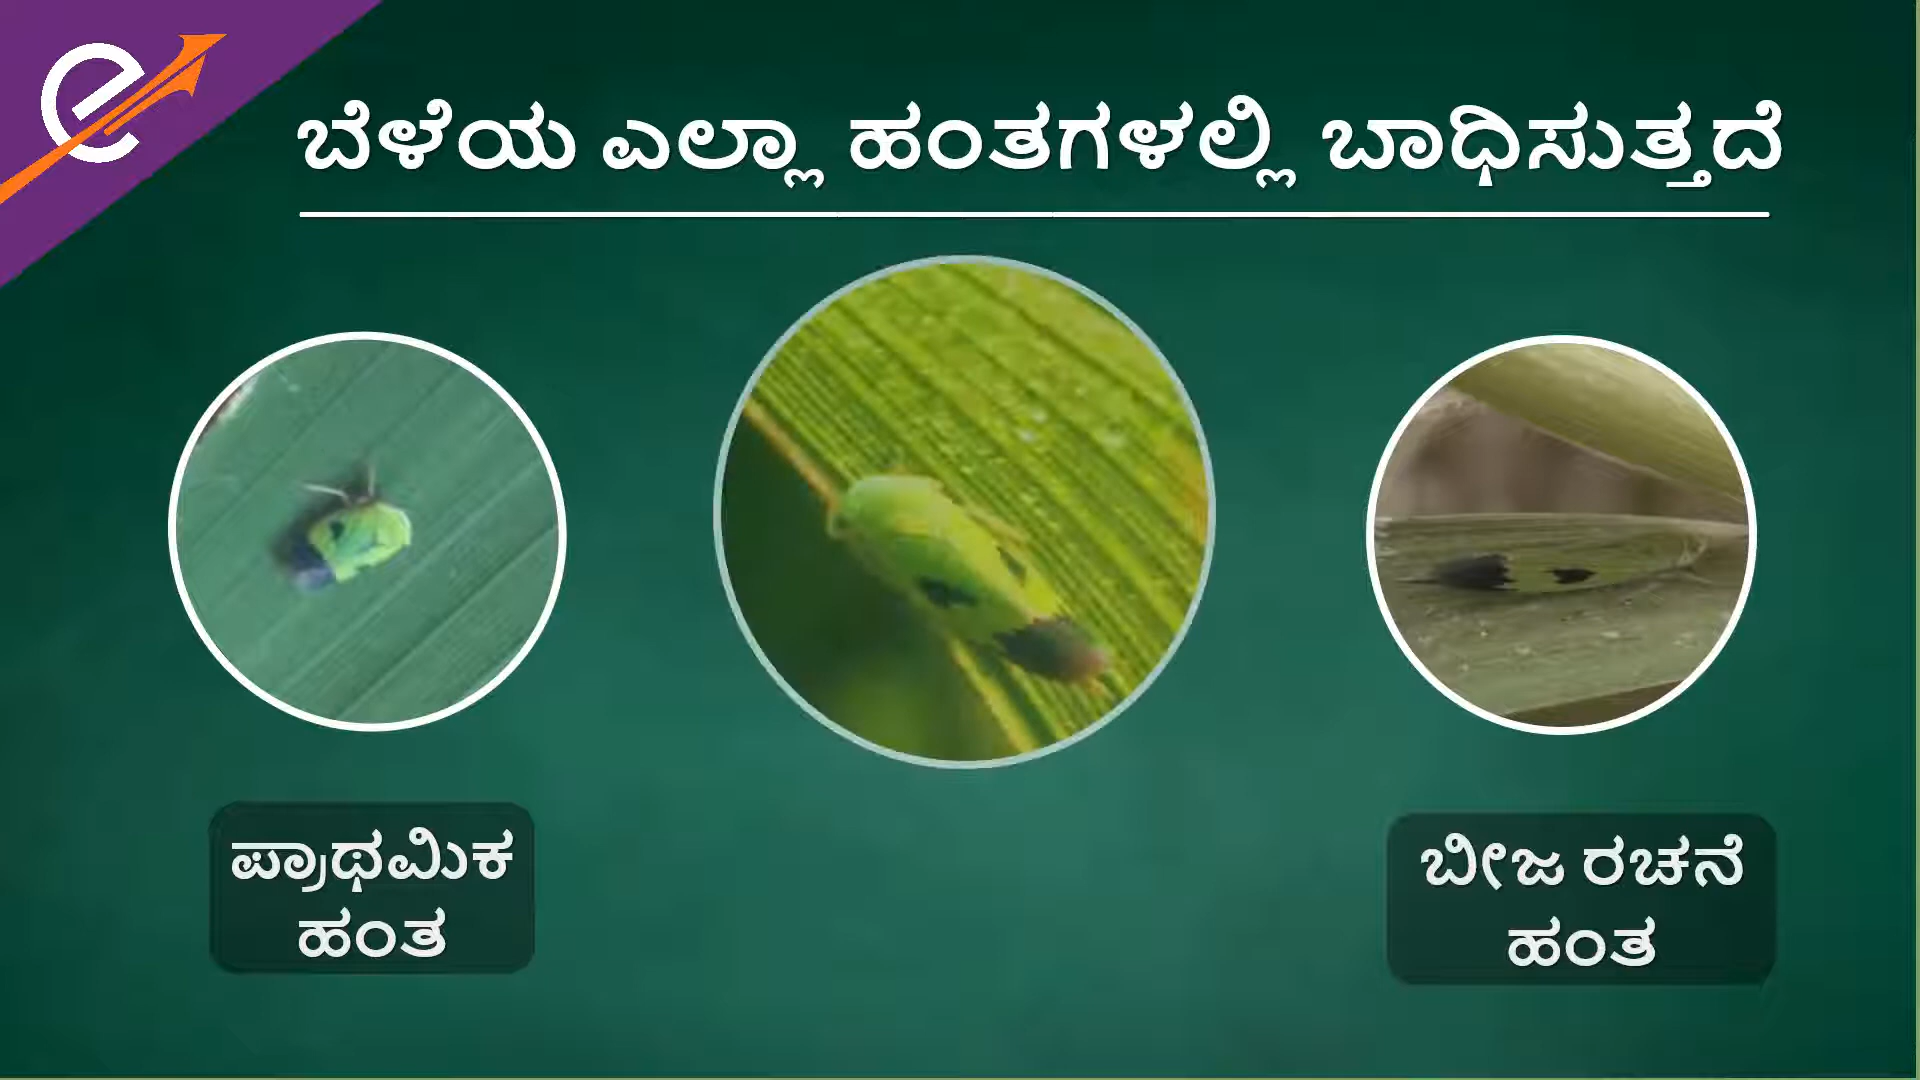 ಬೆಳೆಯ ಎಲ್ಲಾ ಹಂತಗಳಲ್ಲಿ ಬಾಧಿಸುತ್ತದೆ
ಪ್ರಾಥಮಿಕ
ಹಂತ
ಬೀಜ ರಚನೆ
ಹಂತ